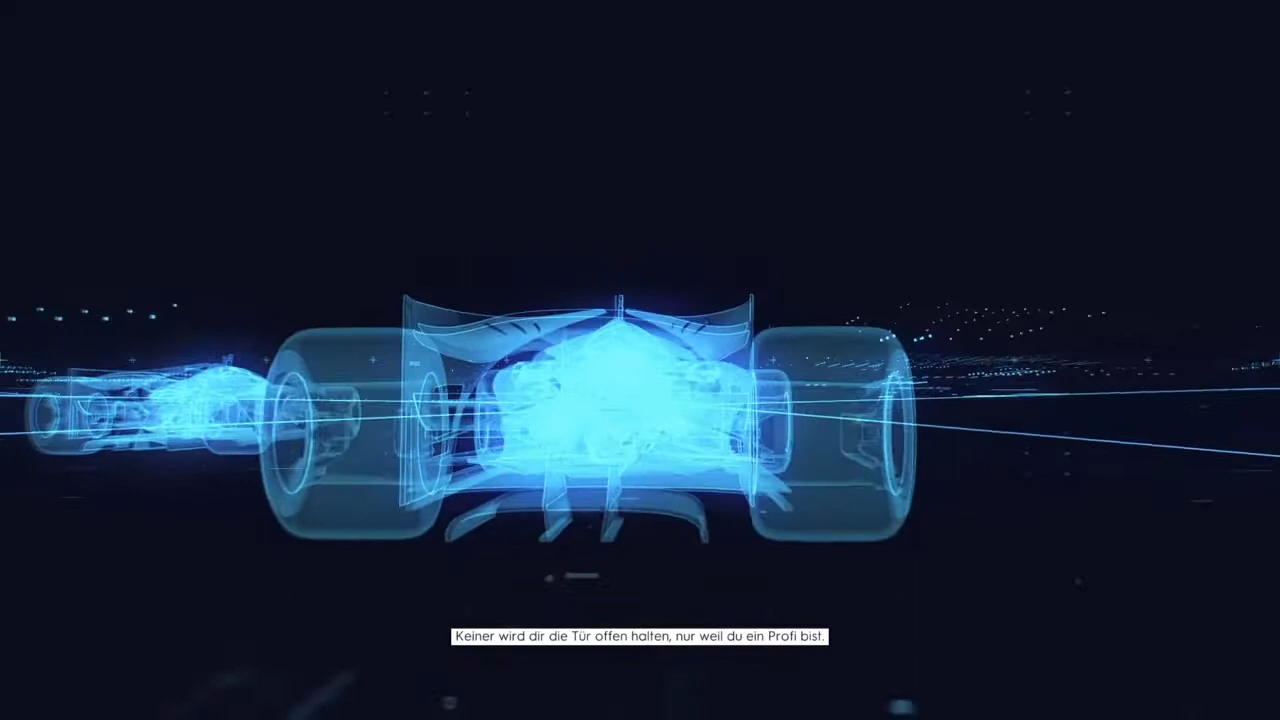 Keiner wird dir die Tür offen halten, nur weil du ein Profi bist.